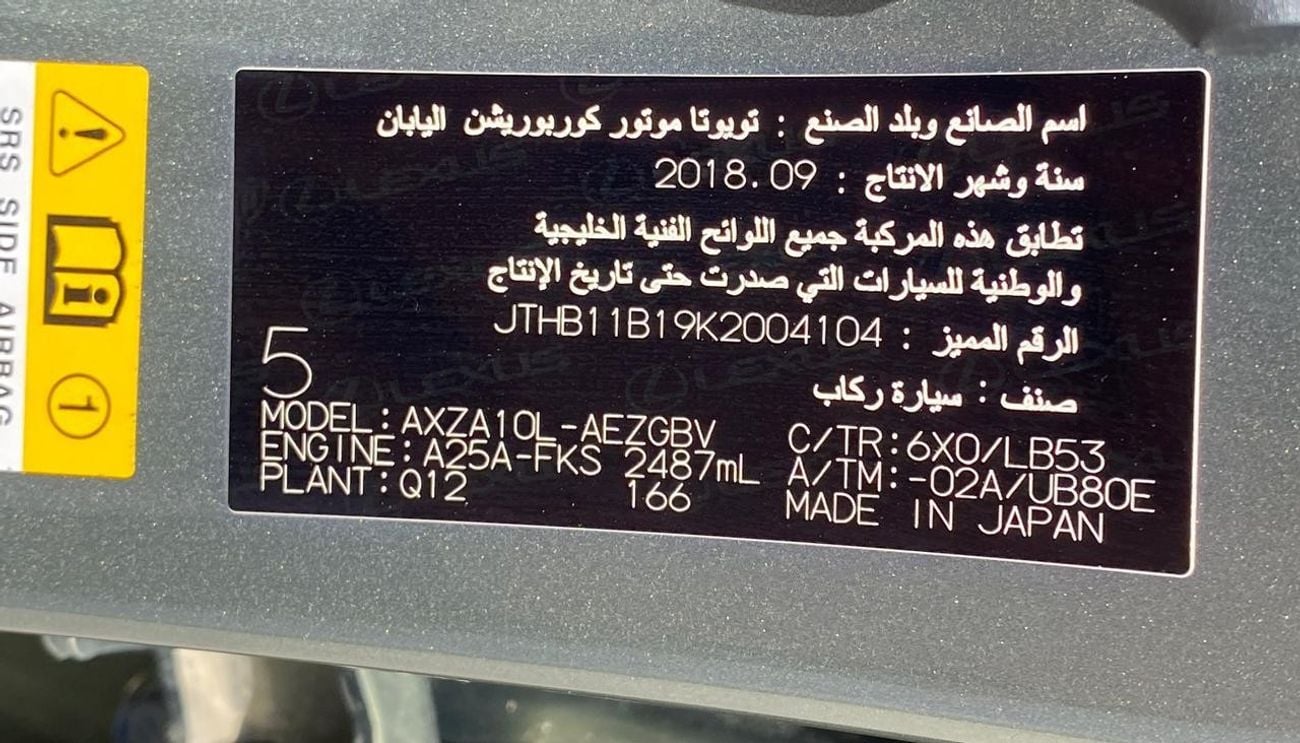 SRS SIDE AIRBAG
1
اسم الصانع وبلد الصنع : تويوتا موتور كوربوريشن اليابان
سنة وشهر الانتاج : 2018.09
تطابق هذه المركبة جميع اللوائح الفنية الخليجية
والوطنية للسيارات التي صدرت حتى تاريخ الإنتاج
الرقم المميز : JTHB11B19K2004104
صنف : سيارة ركاب
5
MODEL:AXZA10L-AEZGBV C/TR:6X0/LB53
ENGINE:A25A-FKS 2487mL A/TM:-02A/UB80E
PLANT:Q12 166 MADE IN JAPAN
LEXUS